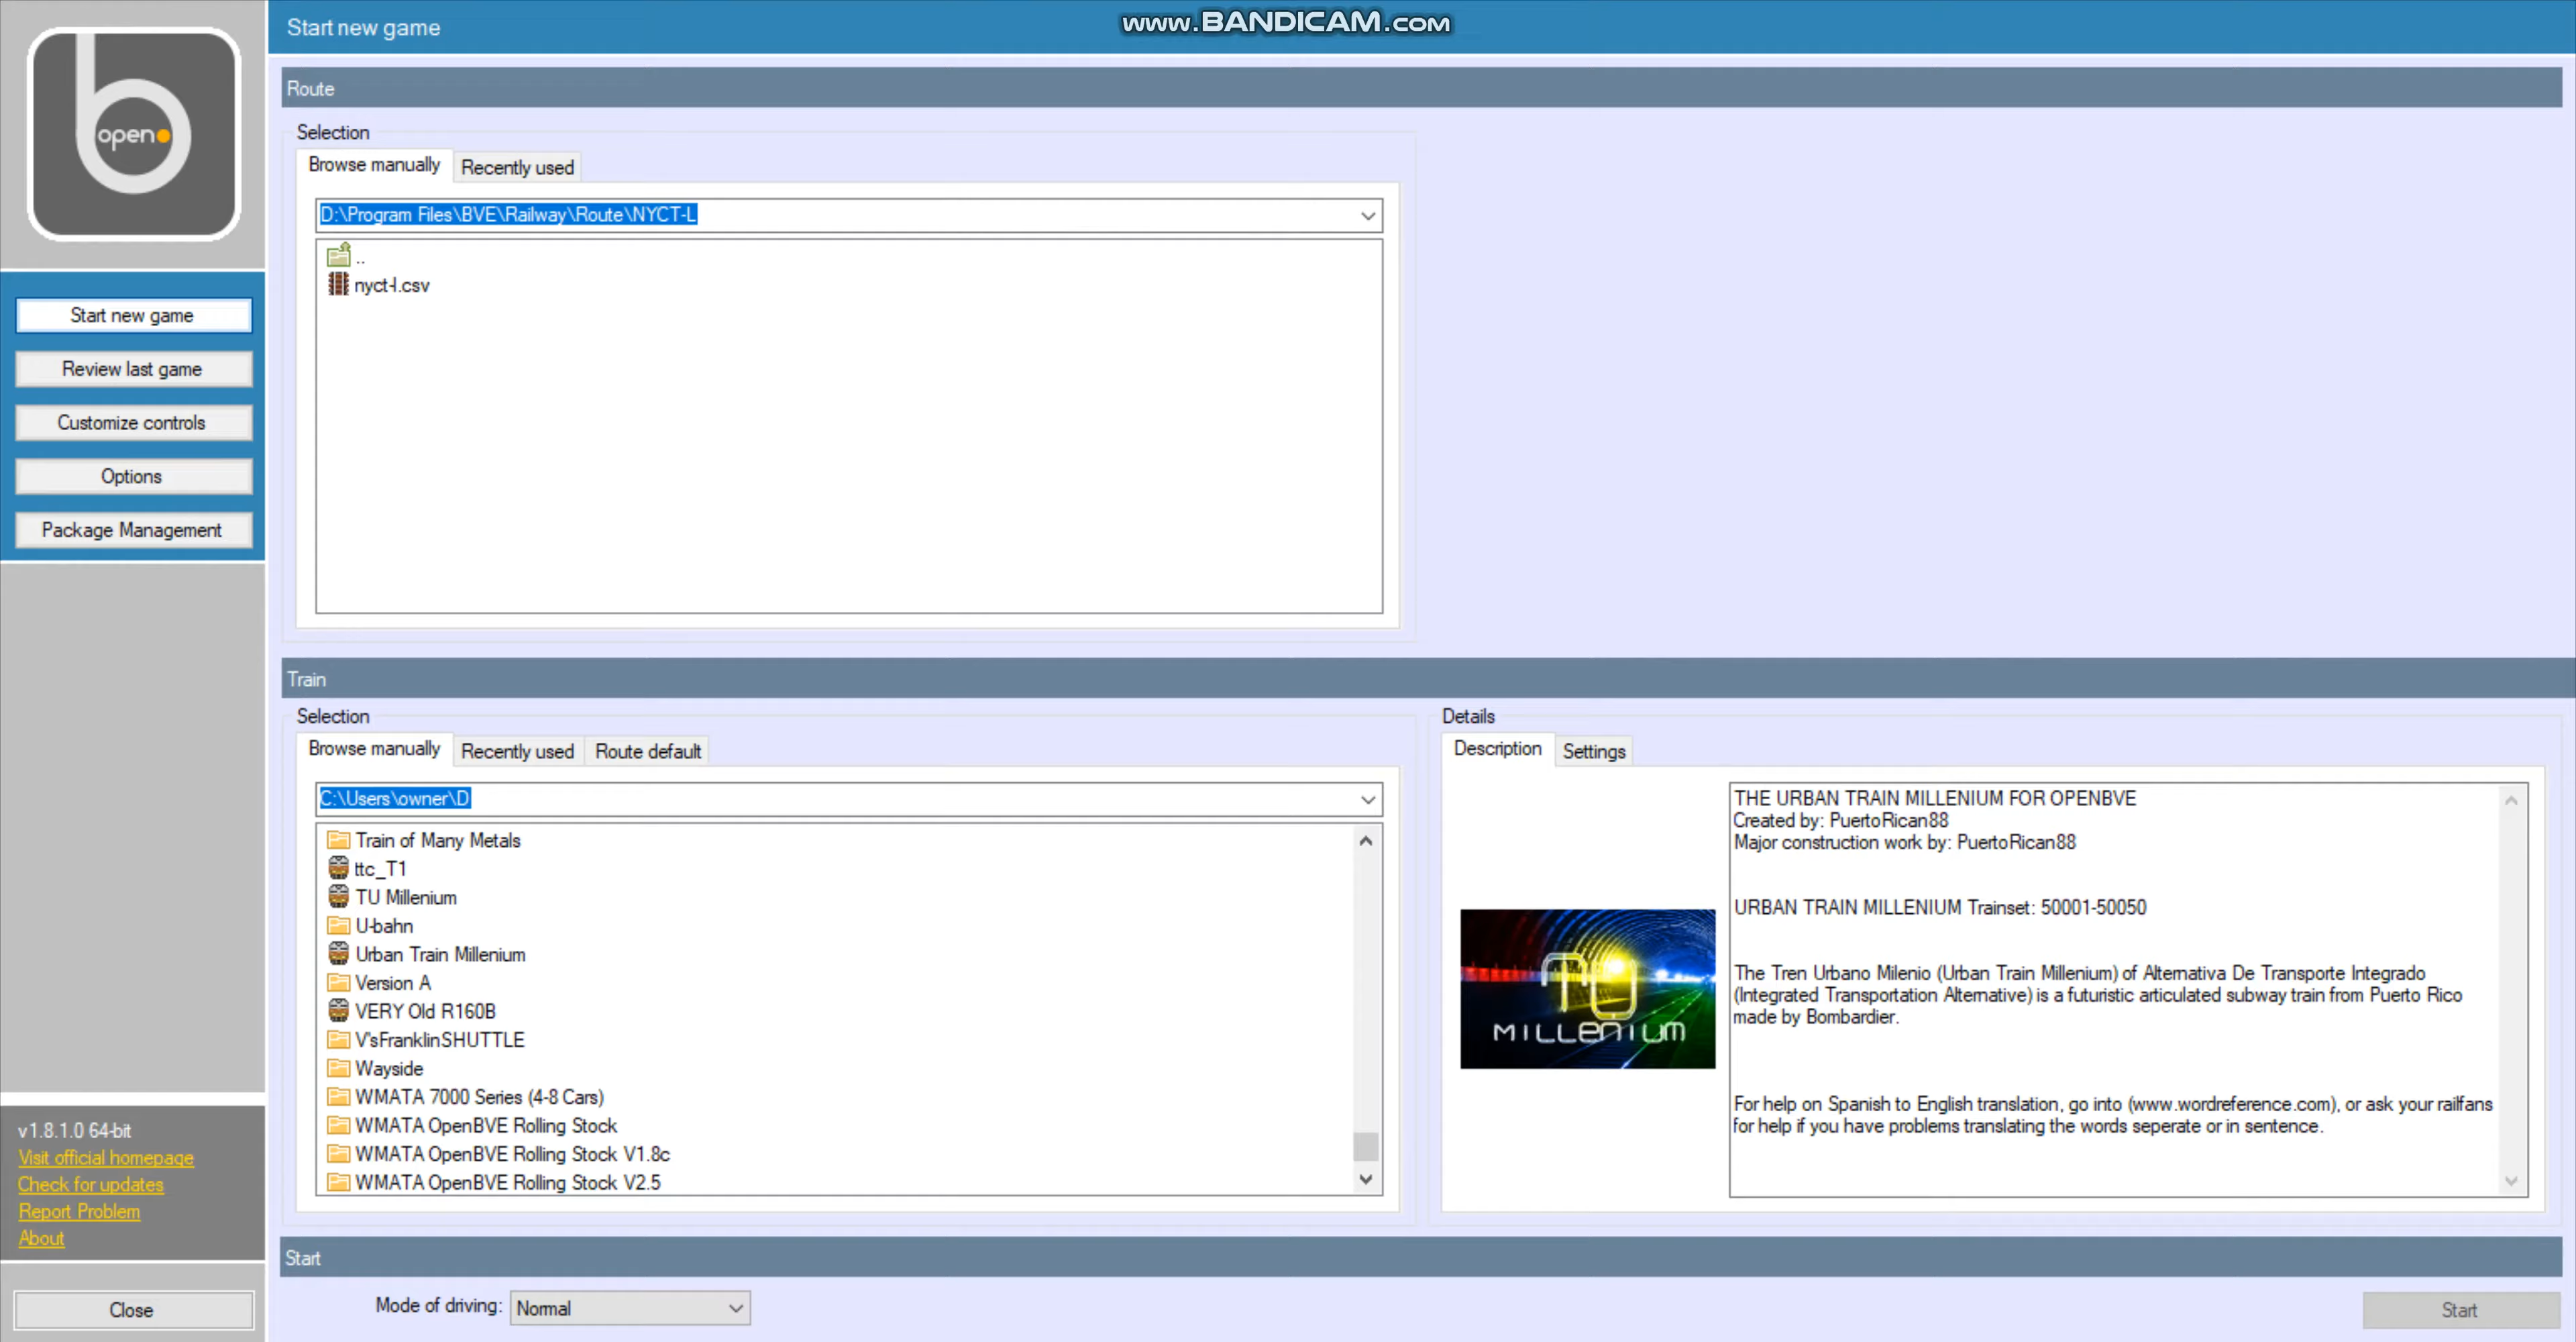 Start new game
www.BANDICAM.com
open
Route
Selection
Browse manually
Recently used
D:\Program Files\BVE\Railway\Route\NYCT-L
..
nyct-l.csv
Start new game
Review last game
Customize controls
Options
Package Management
Train
Selection
Browse manually
Recently used
Route default
C:\Users\owner\D
Train of Many Metals
ttc_T1
TU Millenium
U-bahn
Urban Train Millenium
Version A
VERY Old R160B
V'sFranklinSHUTTLE
Wayside
WMATA 7000 Series (4-8 Cars)
WMATA OpenBVE Rolling Stock
WMATA OpenBVE Rolling Stock V1.8c
WMATA OpenBVE Rolling Stock V2.5
Details
Description
Settings
TU
MILLENIUM
THE URBAN TRAIN MILLENIUM FOR OPENBVE
Created by: PuertoRican88
Major construction work by: PuertoRican88
URBAN TRAIN MILLENIUM Trainset: 50001-50050
The Tren Urbano Milenio (Urban Train Millenium) of Alternativa De Transporte Integrado
(Integrated Transportation Alternative) is a futuristic articulated subway train from Puerto Rico
made by Bombardier.
For help on Spanish to English translation, go into (www.wordreference.com), or ask your railfans
for help if you have problems translating the words seperate or in sentence.
v1.8.1.0 64-bit
Visit official homepage
Check for updates
Report Problem
About
Close
Start
Mode of driving:
Normal
Start